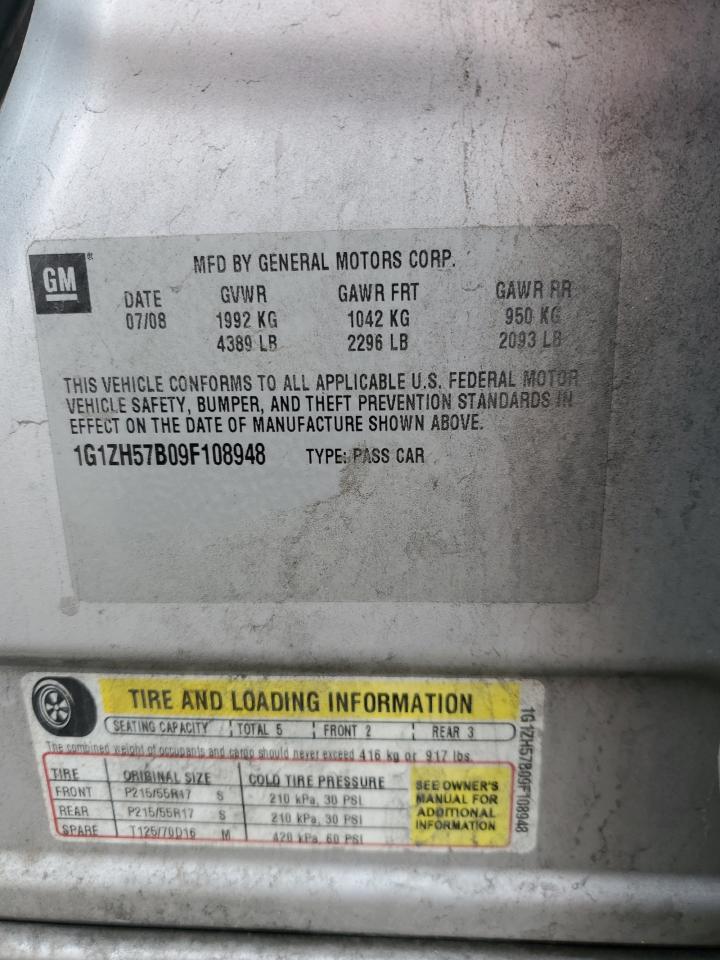 GM®
MFD BY GENERAL MOTORS CORP.
DATE GVWR GAWR FRT GAWR RR
07/08 1992 KG 1042 KG 950 KG
4389 LB 2296 LB 2093 LB
THIS VEHICLE CONFORMS TO ALL APPLICABLE U.S. FEDERAL MOTOR
VEHICLE SAFETY, BUMPER, AND THEFT PREVENTION STANDARDS IN
EFFECT ON THE DATE OF MANUFACTURE SHOWN ABOVE.
1G1ZH57B09F108948 TYPE: PASS CAR
TIRE AND LOADING INFORMATION
SEATING CAPACITY TOTAL 5 FRONT 2 REAR 3
The combined weight of occupants and cargo should never exceed 416 kg or 917 lbs.
TIRE ORIGINAL SIZE COLD TIRE PRESSURE
FRONT P215/55R17 S 210 kPa, 30 PSI
REAR P215/55R17 S 210 kPa, 30 PSI
SPARE T125/70D16 M 420 kPa, 60 PSI
SEE OWNER'S
MANUAL FOR
ADDITIONAL
INFORMATION
1G1ZH57B09F108948